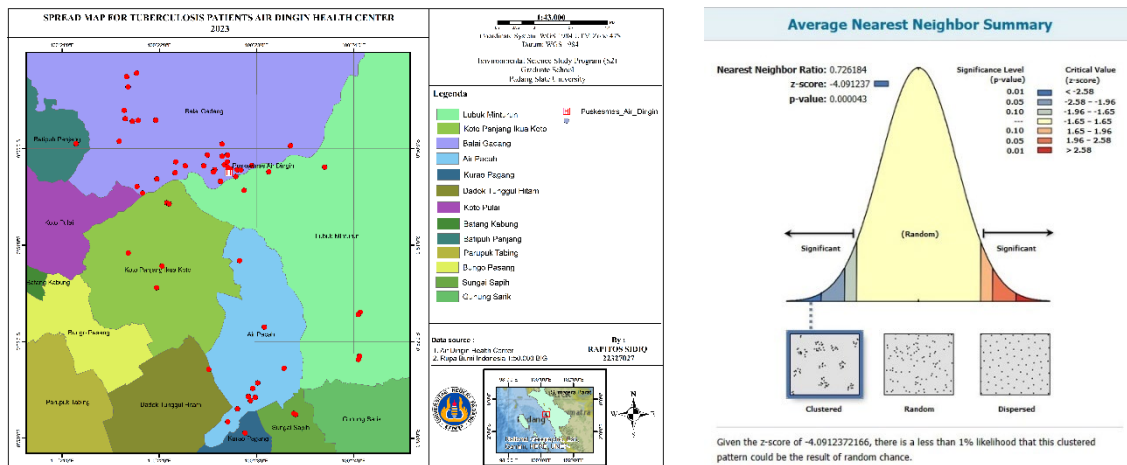 SPREAD MAP FOR TUBERCULOSIS PATIENTS AIR DINGIN HEALTH CENTER
2023
1:43.000
Datum: WGS 1984
Environmental Science Study Program (S2)
Graduate School
Padang State University
Legenda
Lubuk Minturun
Koto Panjang Ikua Koto
Balai Gadang
Air Pacah
Kurao Pagang
Dadok Tunggul Hitam
Koto Pulai
Batang Kabung
Batipuh Panjang
Parupuk Tabing
Bungo Pasang
Sungai Sapih
Gunung Sarik
Puskesmas_Air_Dingin
Balai Gadang
Batipuh Panjang
Puskesmas Air Dingin
Koto Pulai
Lubuk Minturun
Koto Panjang Ikua Koto
Batang Kabung
Bungo Pasang
Air Pacah
Parupuk Tabing
Dadok Tunggul Hitam
Sungai Sapih
Gunung Sarik
Kurao Pagang
Data source :
1. Air Dingin Health Center
2. Rupa Bumi Indonesia 1:50.000 BIG
By :
RAPITOS SIDIQ
22327027
N
W
E
S
Average Nearest Neighbor Summary
Nearest Neighbor Ratio: 0.726184
z-score: -4.091237
p-value: 0.000043
Significance Level
(p-value)
Critical Value
(z-score)
0.01 < -2.58
0.05 -2.58 - -1.96
0.10 -1.96 - -1.65
--- -1.65 - 1.65
0.10 1.65 - 1.96
0.05 1.96 - 2.58
0.01 > 2.58
Significant
(Random)
Significant
Clustered
Random
Dispersed
Given the z-score of -4.0912372166, there is a less than 1% likelihood that this clustered
pattern could be the result of random chance.